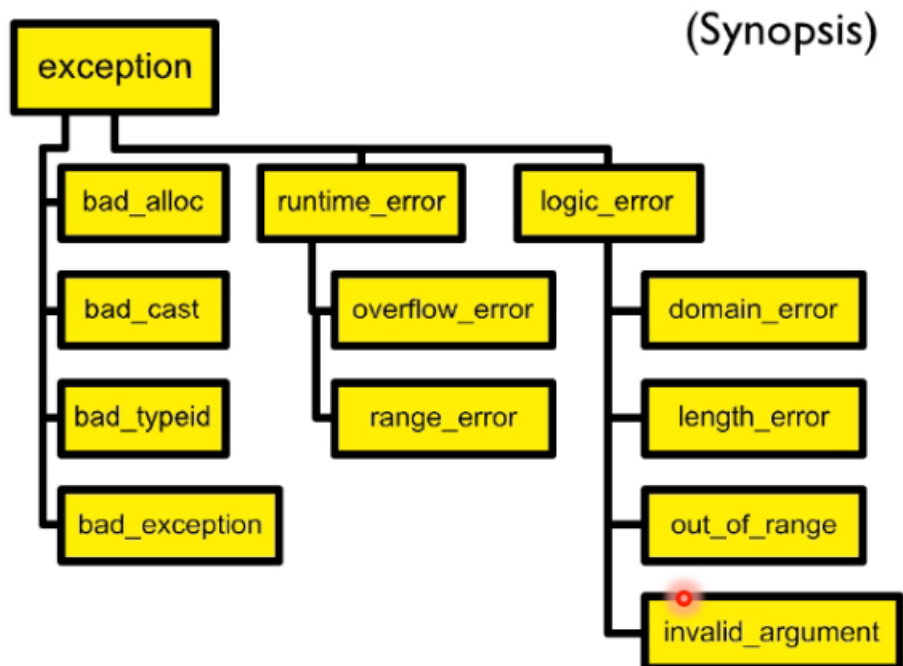 (Synopsis)
exception
bad_alloc
runtime_error
logic_error
bad_cast
overflow_error
domain_error
bad_typeid
range_error
length_error
bad_exception
out_of_range
invalid_argument